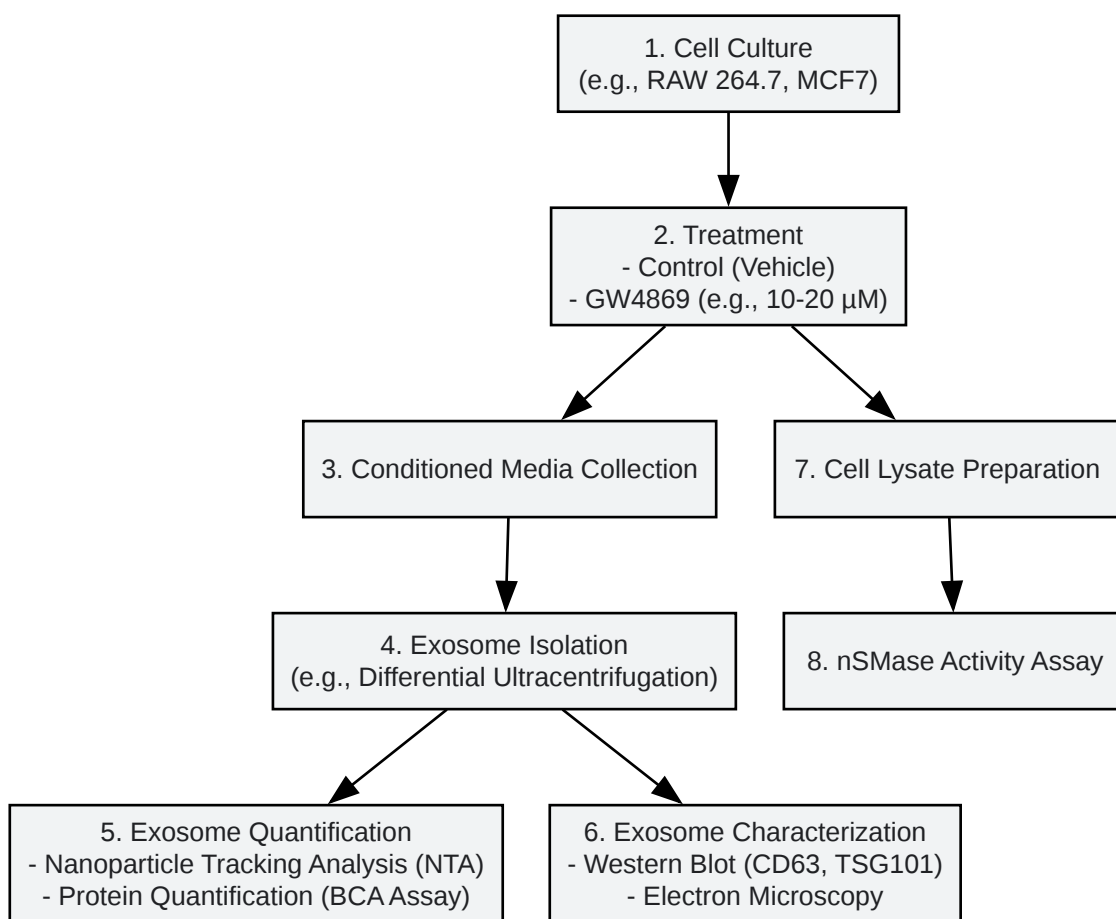 1. Cell Culture
(e.g., RAW 264.7, MCF7)
2. Treatment
- Control (Vehicle)
- GW4869 (e.g., 10-20 µM)
3. Conditioned Media Collection
7. Cell Lysate Preparation
4. Exosome Isolation
(e.g., Differential Ultracentrifugation)
8. nSMase Activity Assay
5. Exosome Quantification
- Nanoparticle Tracking Analysis (NTA)
- Protein Quantification (BCA Assay)
6. Exosome Characterization
- Western Blot (CD63, TSG101)
- Electron Microscopy